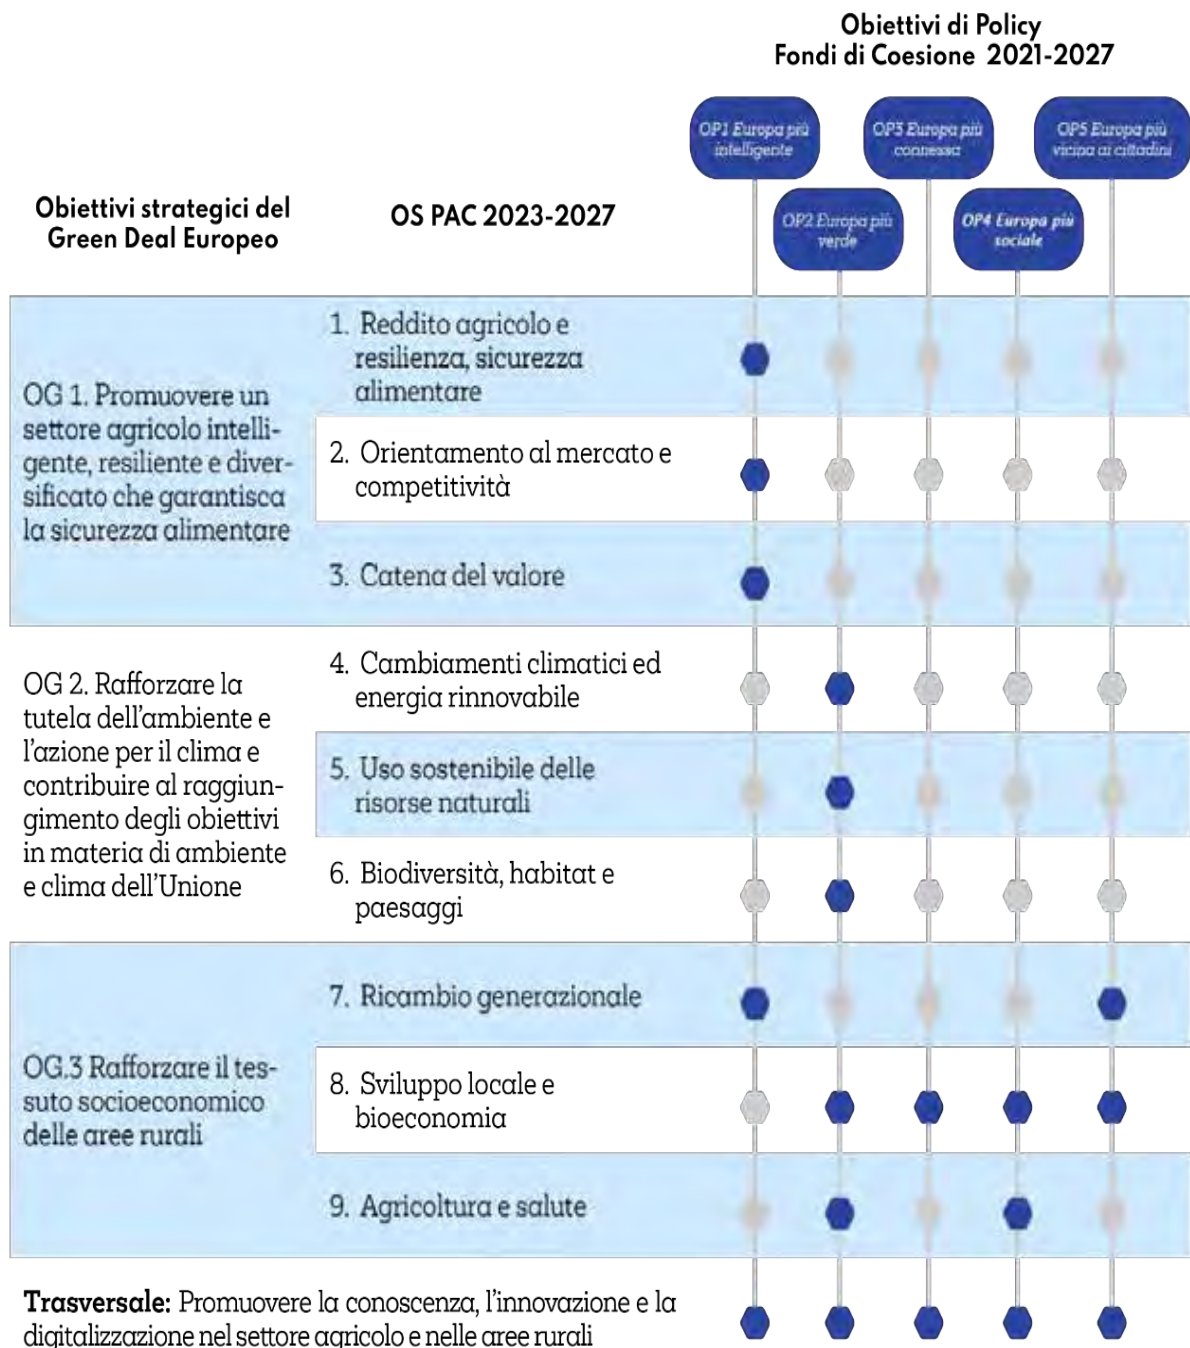 Obiettivi di Policy
Fondi di Coesione 2021-2027
OP1 Europa più
intelligente
OP3 Europa più
connessa
OP5 Europa più
vicina ai cittadini
OP2 Europa più
verde
OP4 Europa più
sociale
Obiettivi strategici del
Green Deal Europeo
OS PAC 2023-2027
OG 1. Promuovere un
settore agricolo intelli-
gente, resiliente e diver-
sificato che garantisca
la sicurezza alimentare
1. Reddito agricolo e
resilienza, sicurezza
alimentare
2. Orientamento al mercato e
competitività
3. Catena del valore
OG 2. Rafforzare la
tutela dell'ambiente e
l'azione per il clima e
contribuire al raggiun-
gimento degli obiettivi
in materia di ambiente
e clima dell'Unione
4. Cambiamenti climatici ed
energia rinnovabile
5. Uso sostenibile delle
risorse naturali
6. Biodiversità, habitat e
paesaggi
OG.3 Rafforzare il tes-
suto socioeconomico
delle aree rurali
7. Ricambio generazionale
8. Sviluppo locale e
bioeconomia
9. Agricoltura e salute
Trasversale: Promuovere la conoscenza, l'innovazione e la
digitalizzazione nel settore agricolo e nelle aree rurali